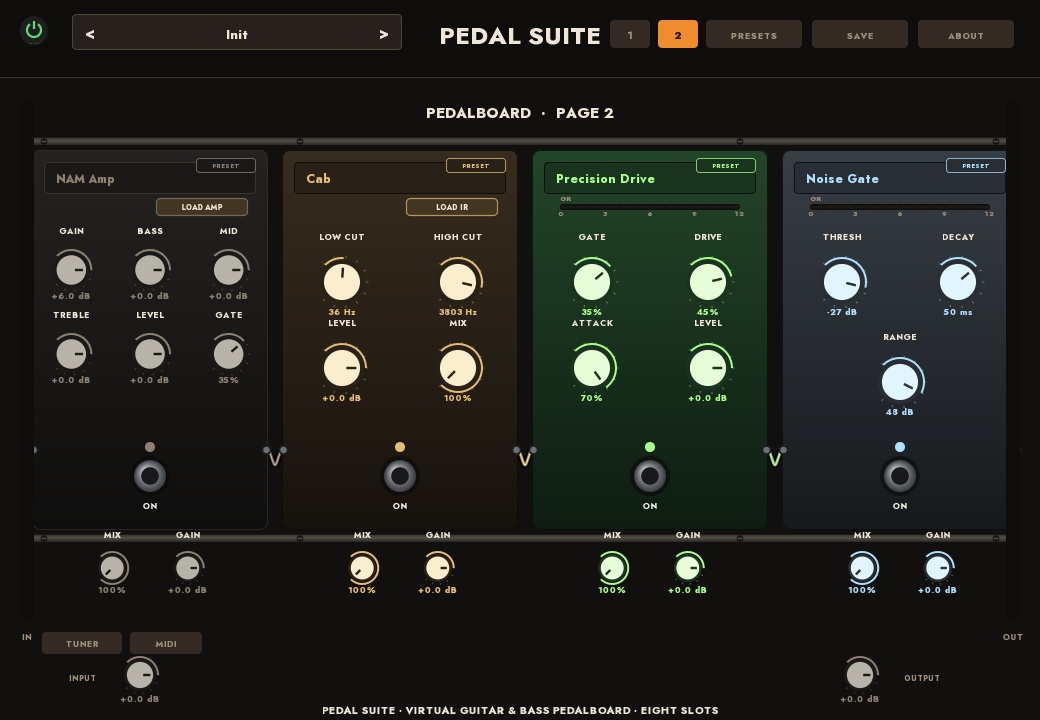 < Init >
PEDAL SUITE
1 2 PRESETS SAVE ABOUT
PEDALBOARD · PAGE 2
PRESET PRESET PRESET PRESET
NAM Amp Cab Precision Drive Noise Gate
LOAD AMP LOAD IR GR GR
0 3 6 9 12 0 3 6 9 12
GAIN BASS MID LOW CUT HIGH CUT GATE DRIVE THRESH DECAY
+6.0 dB +0.0 dB +0.0 dB 36 Hz 3803 Hz 35% 45% -27 dB 50 ms
TREBLE LEVEL GATE LEVEL MIX ATTACK LEVEL RANGE
+0.0 dB +0.0 dB 35% +0.0 dB 100% 70% +0.0 dB 48 dB
ON ON ON ON
MIX GAIN MIX GAIN MIX GAIN MIX GAIN
100% +0.0 dB 100% +0.0 dB 100% +0.0 dB 100% +0.0 dB
IN TUNER MIDI OUT
INPUT OUTPUT
+0.0 dB +0.0 dB
PEDAL SUITE · VIRTUAL GUITAR & BASS PEDALBOARD · EIGHT SLOTS